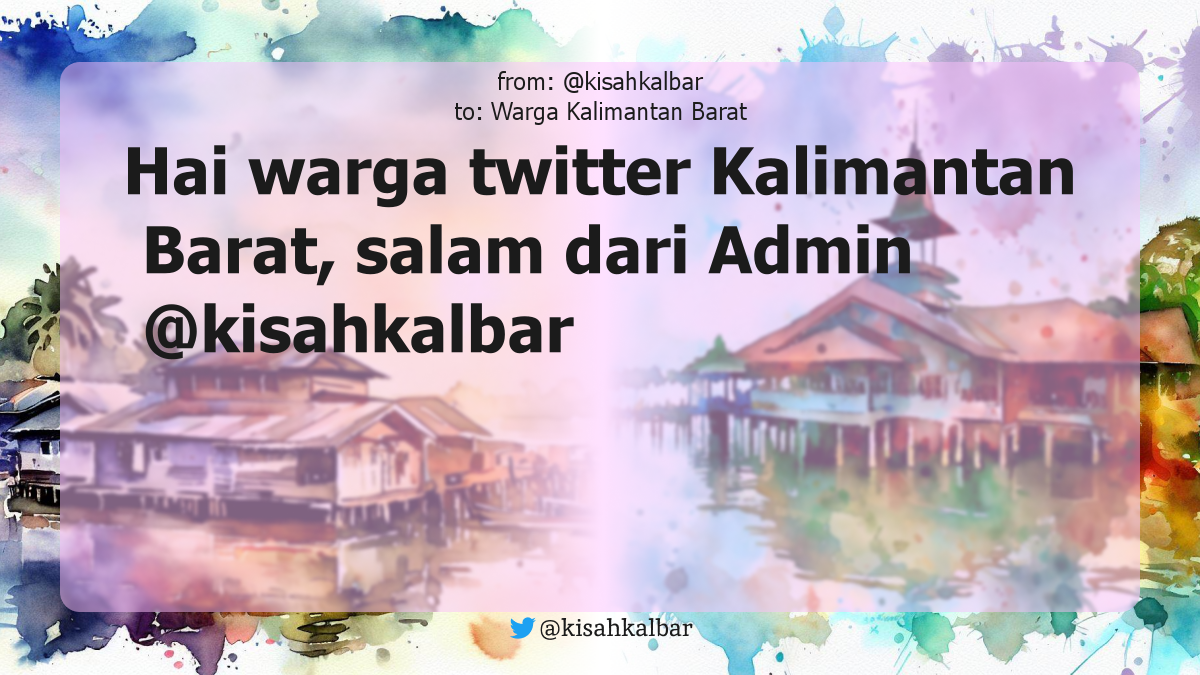 from: @kisahkalbar
to: Warga Kalimantan Barat
Hai warga twitter Kalimantan
Barat, salam dari Admin
@kisahkalbar
@kisahkalbar